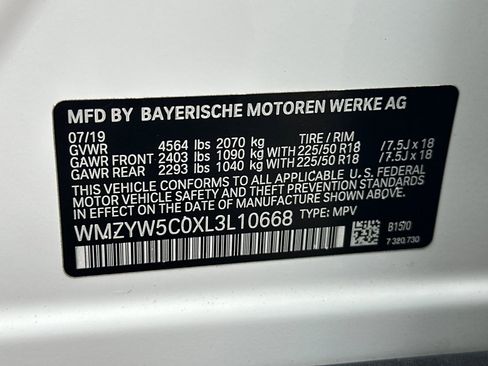 MFD BY BAYERISCHE MOTOREN WERKE AG
07/19
GVWR 4564 lbs 2070 kg TIRE / RIM
GAWR FRONT 2403 lbs 1090 kg WITH 225/50 R18 /7.5J x 18
GAWR REAR 2293 lbs 1040 kg WITH 225/50 R18 /7.5J x 18
THIS VEHICLE CONFORMS TO ALL APPLICABLE U. S. FEDERAL
MOTOR VEHICLE SAFETY AND THEFT PREVENTION STANDARDS
IN EFFECT ON THE DATE OF MANUFACTURE SHOWN ABOVE.
WMZYW5C0XL3L10668 TYPE: MPV
B1570
7 320.730